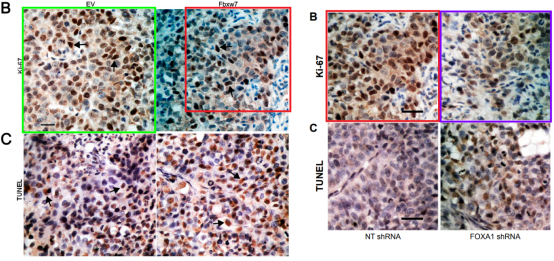 B
EV
Fbxw7
Ki-67
C
TUNEL
B
Ki-67
C
TUNEL
NT shRNA
FOXA1 shRNA